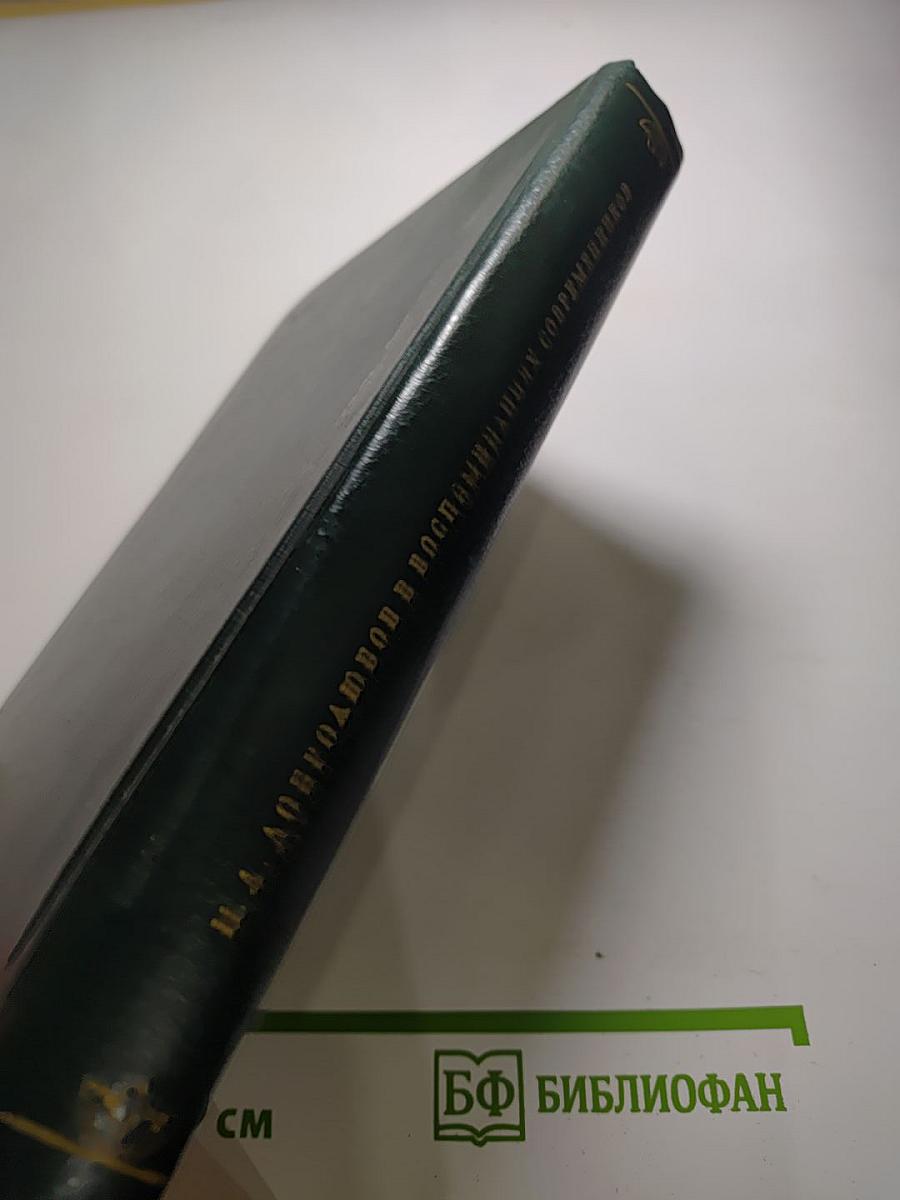 Н. А. ДОБРОЛЮБОВ В ВОСПОМИНАНИЯХ СОВРЕМЕННИКОВ
СМ
БФ БИБЛИОФАН